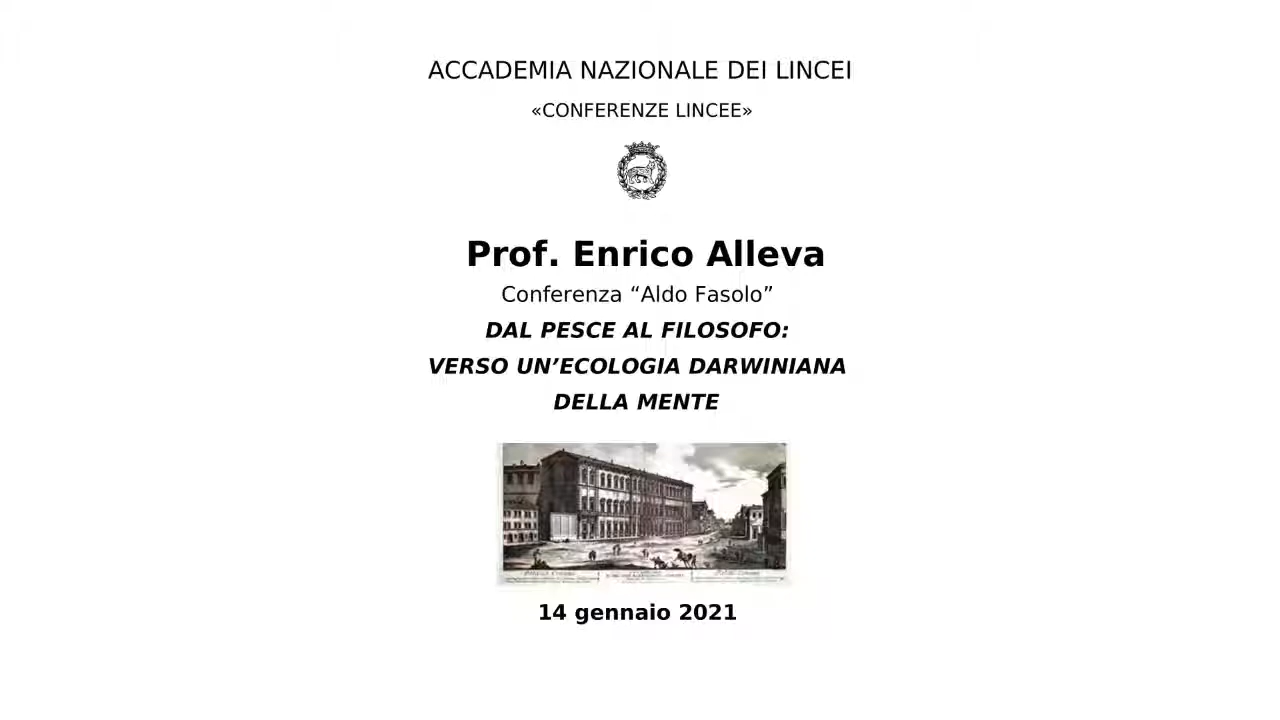 ACCADEMIA NAZIONALE DEI LINCEI
«CONFERENZE LINCEE»
Prof. Enrico Alleva
Conferenza “Aldo Fasolo”
DAL PESCE AL FILOSOFO:
VERSO UN’ECOLOGIA DARWINIANA
DELLA MENTE
14 gennaio 2021